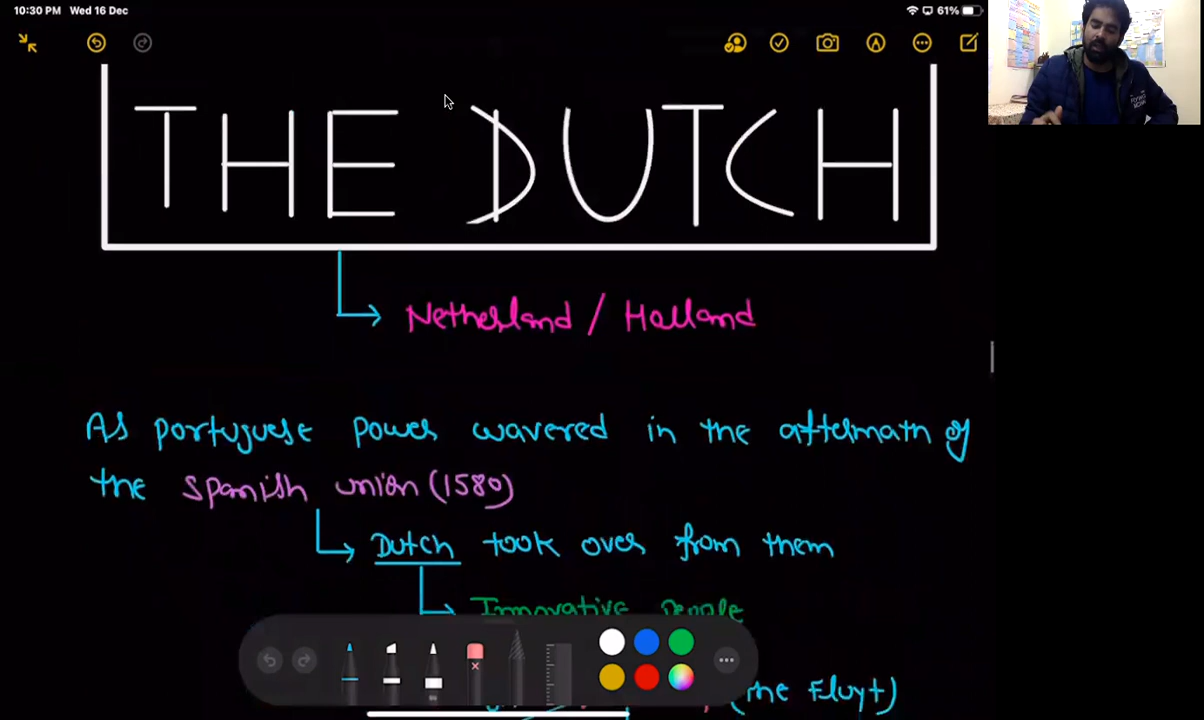 10:30 PM Wed 16 Dec
61%
THE DUTCH
Netherland / Holland
As portuguese power wavered in the aftermath of
the spanish union (1580)
Dutch took over from them
Innovative people
(The Fluyt)